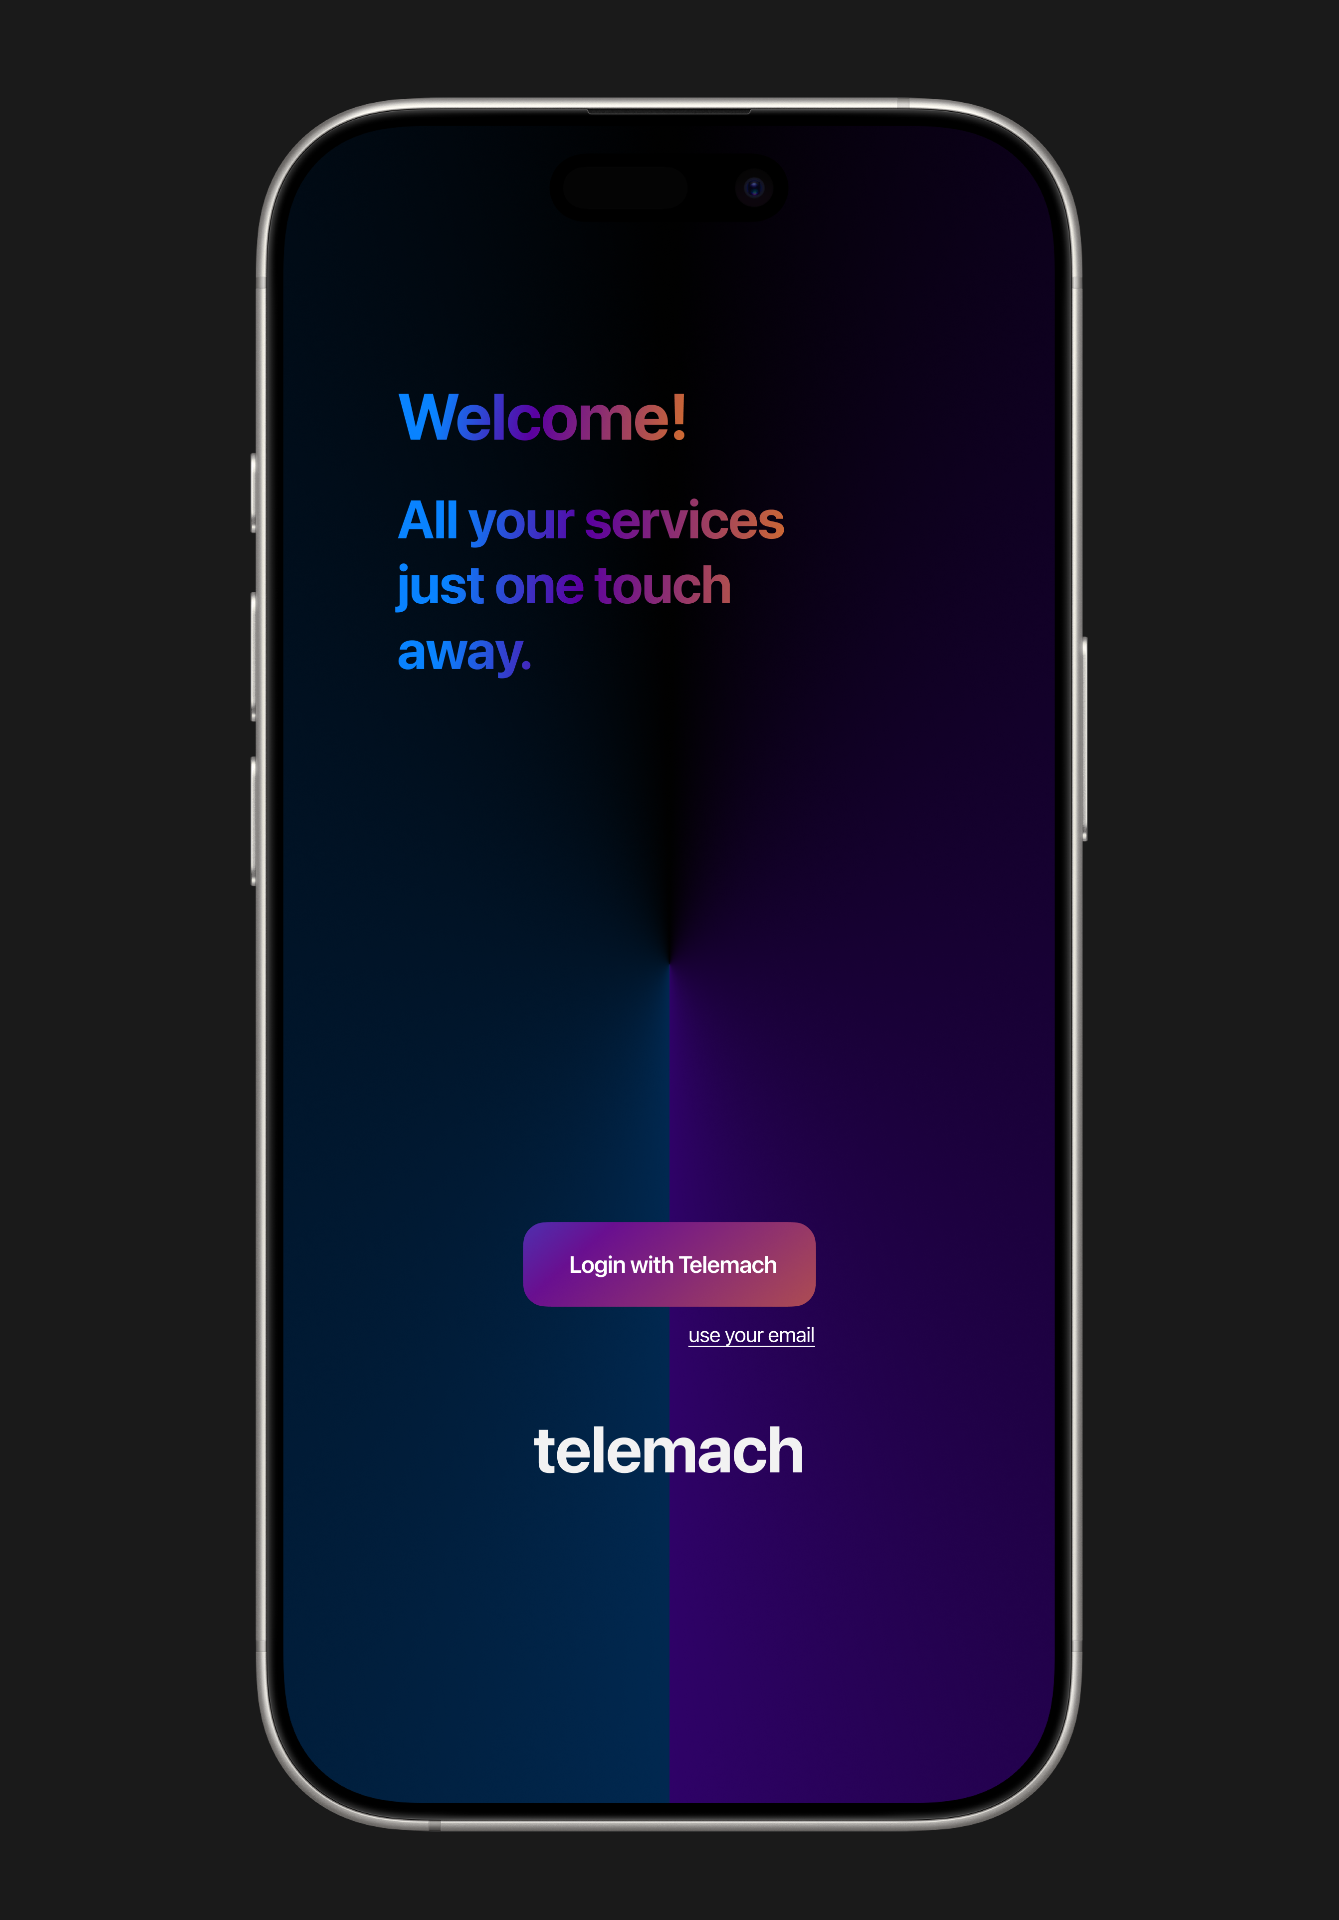 Welcome!
All your services
just one touch
away.
Login with Telemach
use your email
telemach